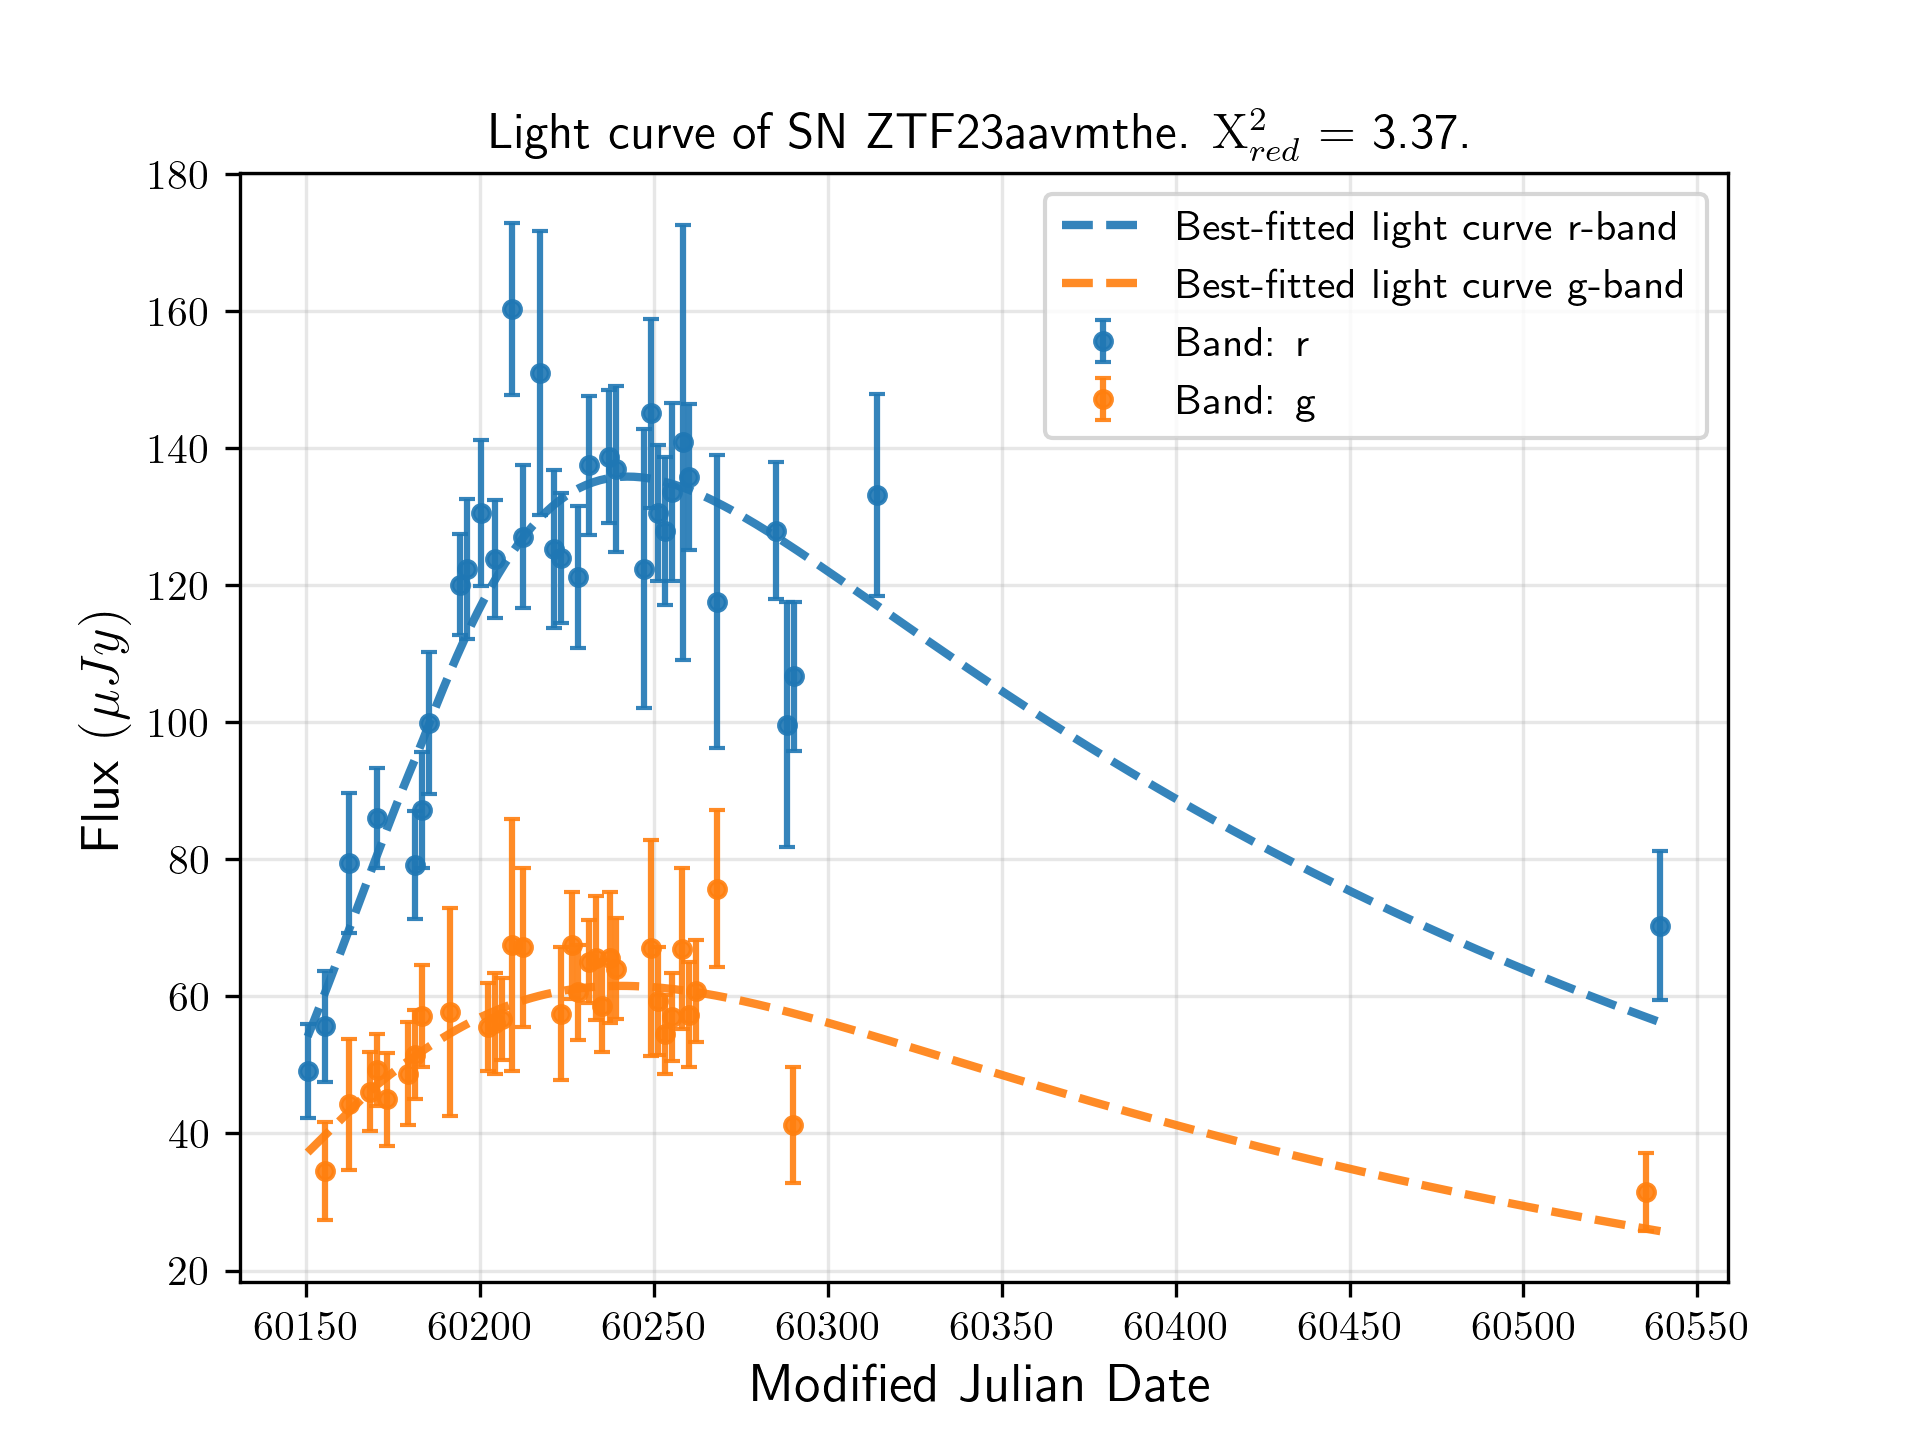 Light curve of SN ZTF23aavmthe. X²_red = 3.37.
180
160
140
120
100
80
60
40
20
Flux (μJy)
Best-fitted light curve r-band
Best-fitted light curve g-band
Band: r
Band: g
60150 60200 60250 60300 60350 60400 60450 60500 60550
Modified Julian Date